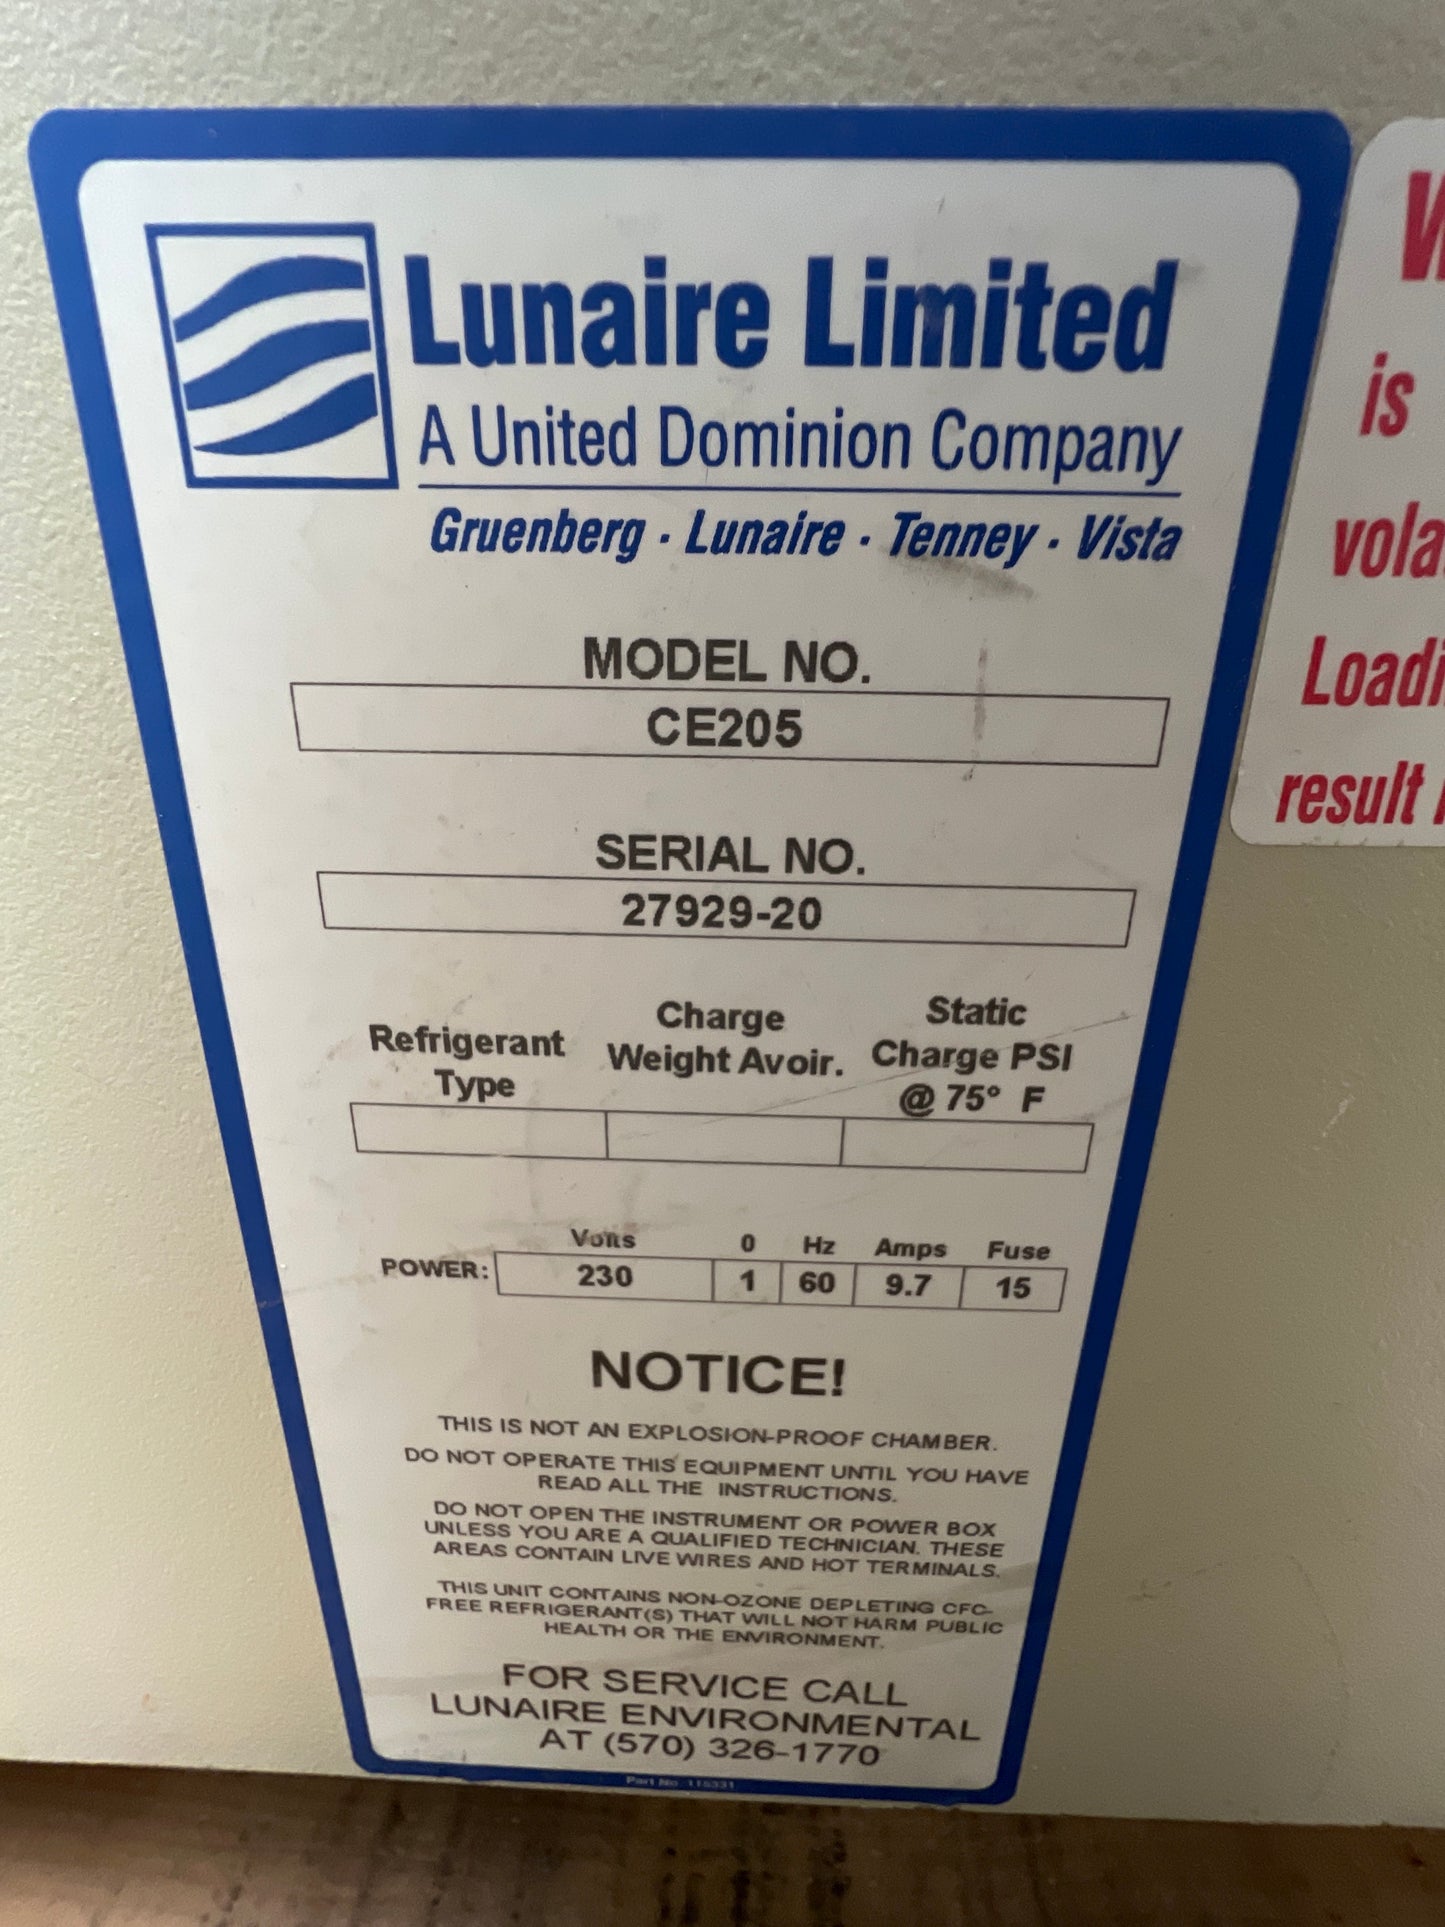 Lunaire Limited
A United Dominion Company
Gruenberg · Lunaire · Tenney · Vista
MODEL NO.
CE205
SERIAL NO.
27929-20
Refrigerant Type
Charge Weight Avoir.
Static Charge PSI @ 75° F
Volts 0 Hz Amps Fuse
POWER: 230 1 60 9.7 15
NOTICE!
THIS IS NOT AN EXPLOSION-PROOF CHAMBER.
DO NOT OPERATE THIS EQUIPMENT UNTIL YOU HAVE
READ ALL THE INSTRUCTIONS.
DO NOT OPEN THE INSTRUMENT OR POWER BOX
UNLESS YOU ARE A QUALIFIED TECHNICIAN. THESE
AREAS CONTAIN LIVE WIRES AND HOT TERMINALS.
THIS UNIT CONTAINS NON-OZONE DEPLETING CFC-
FREE REFRIGERANT(S) THAT WILL NOT HARM PUBLIC
HEALTH OR THE ENVIRONMENT.
FOR SERVICE CALL
LUNAIRE ENVIRONMENTAL
AT (570) 326-1770
Part No
is
vola
Loadi
result